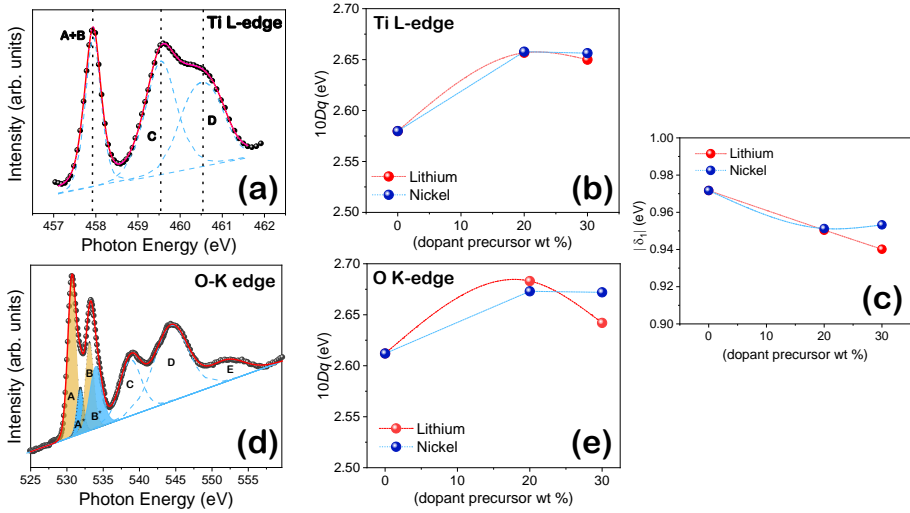 Ti L-edge
A+B
C
D
(a)
Intensity (arb. units)
457 458 459 460 461 462
Photon Energy (eV)
Ti L-edge
2.70
2.65
2.60
2.55
2.50
10Dq (eV)
Lithium
Nickel
(b)
0 10 20 30
(dopant precursor wt %)
1.00
0.98
0.96
0.94
0.92
0.90
|δ₁| (eV)
Lithium
Nickel
(c)
0 10 20 30
(dopant precursor wt %)
O-K edge
A
A*
B
B*
C
D
E
(d)
Intensity (arb. units)
525 530 535 540 545 550 555
Photon Energy (eV)
O K-edge
2.70
2.65
2.60
2.55
2.50
10Dq (eV)
Lithium
Nickel
(e)
0 10 20 30
(dopant precursor wt %)